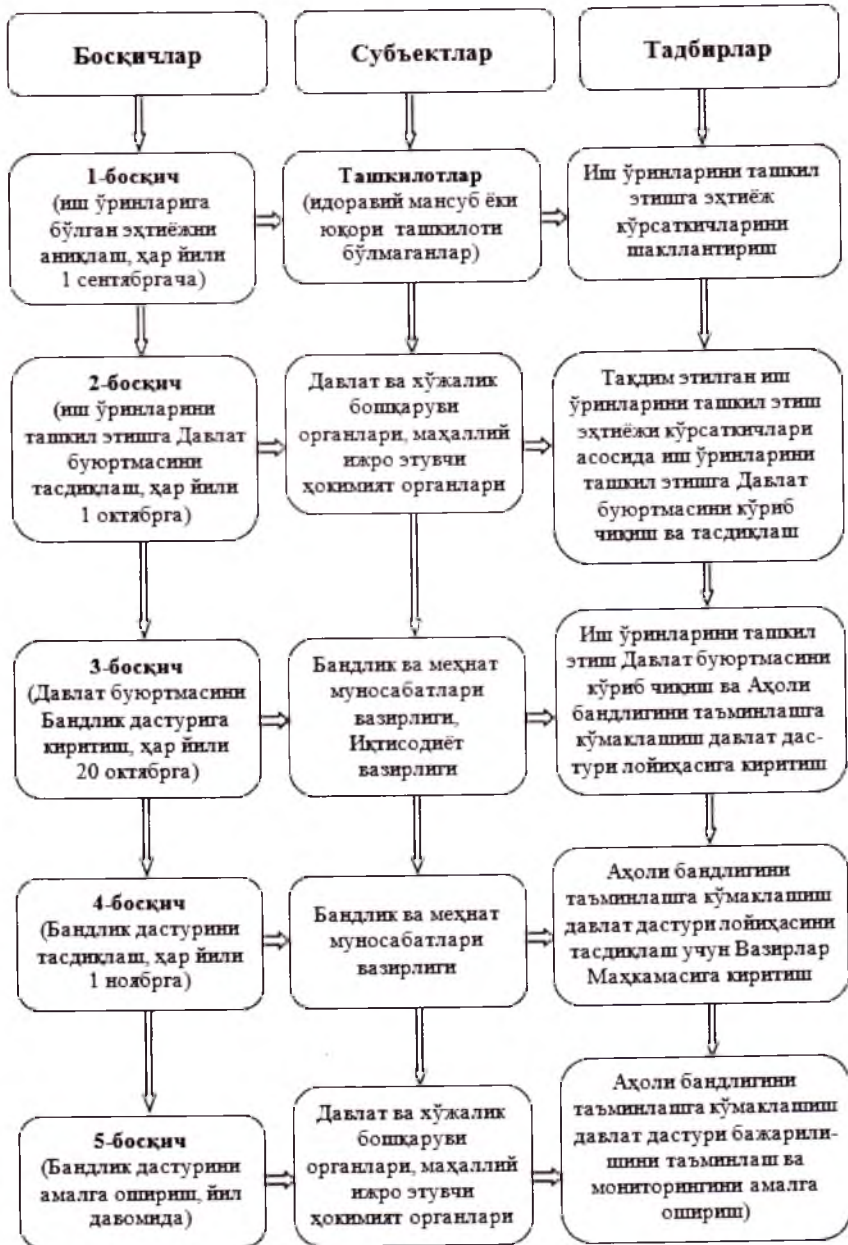 Босқичлар
Субъектлар
Тадбирлар
1-босқич
(иш ўринларига
бўлган эҳтиёжни
аниқлаш, ҳар йили
1 сентябргача)
Ташкилотлар
(идоравий мансуб ёки
юқори ташкилоти
бўлмаганлар)
Иш ўринларини ташкил
этишга эҳтиёж
кўрсаткичларини
шакллантириш
2-босқич
(иш ўринларини
ташкил этишга Давлат
буюртмасини
тасдиқлаш, ҳар йили
1 октябрга)
Давлат ва хўжалик
бошқаруви
органлари, маҳаллий
ижро этувчи
ҳокимият органлари
Тақдим этилган иш
ўринларини ташкил этиш
эҳтиёжи кўрсаткичлари
асосида иш ўринларини
ташкил этишга Давлат
буюртмасини кўриб
чиқиш ва тасдиқлаш
3-босқич
(Давлат буюртмасини
Бандлик дастурига
киритиш, ҳар йили
20 октябрга)
Бандлик ва меҳнат
муносабатлари
вазирлиги,
Иқтисодиёт
вазирлиги
Иш ўринларини ташкил
этиш Давлат буюртмасини
кўриб чиқиш ва Аҳоли
бандлигини таъминлашга
кўмаклашиш давлат дас-
тури лойиҳасига киритиш
4-босқич
(Бандлик дастурини
тасдиқлаш, ҳар йили
1 ноябрга)
Бандлик ва меҳнат
муносабатлари
вазирлиги
Аҳоли бандлигини
таъминлашга кўмаклашиш
давлат дастури лойиҳасини
тасдиқлаш учун Вазирлар
Маҳкамасига киритиш
5-босқич
(Бандлик дастурини
амалга ошириш, йил
давомида)
Давлат ва хўжалик
бошқаруви
органлари, маҳаллий
ижро этувчи
ҳокимият органлари
Аҳоли бандлигини
таъминлашга кўмаклашиш
давлат дастури бажарили-
шини таъминлаш ва
мониторингини амалга
ошириш)